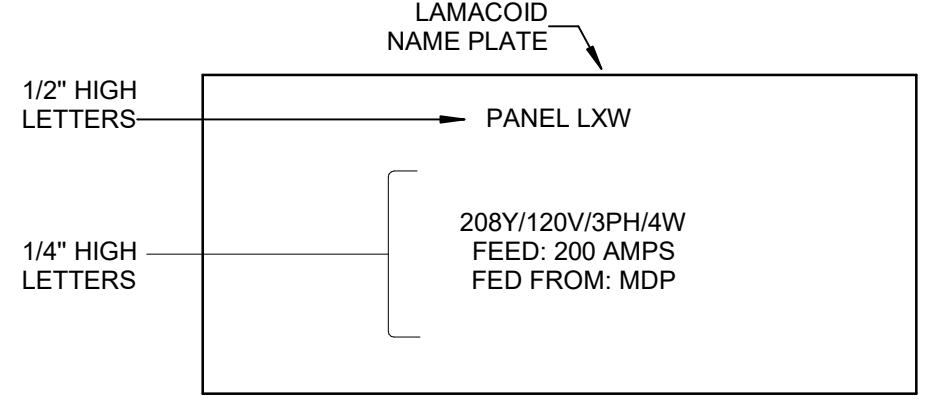 LAMACOID
NAME PLATE
1/2" HIGH
LETTERS
PANEL LXW
1/4" HIGH
LETTERS
208Y/120V/3PH/4W
FEED: 200 AMPS
FED FROM: MDP